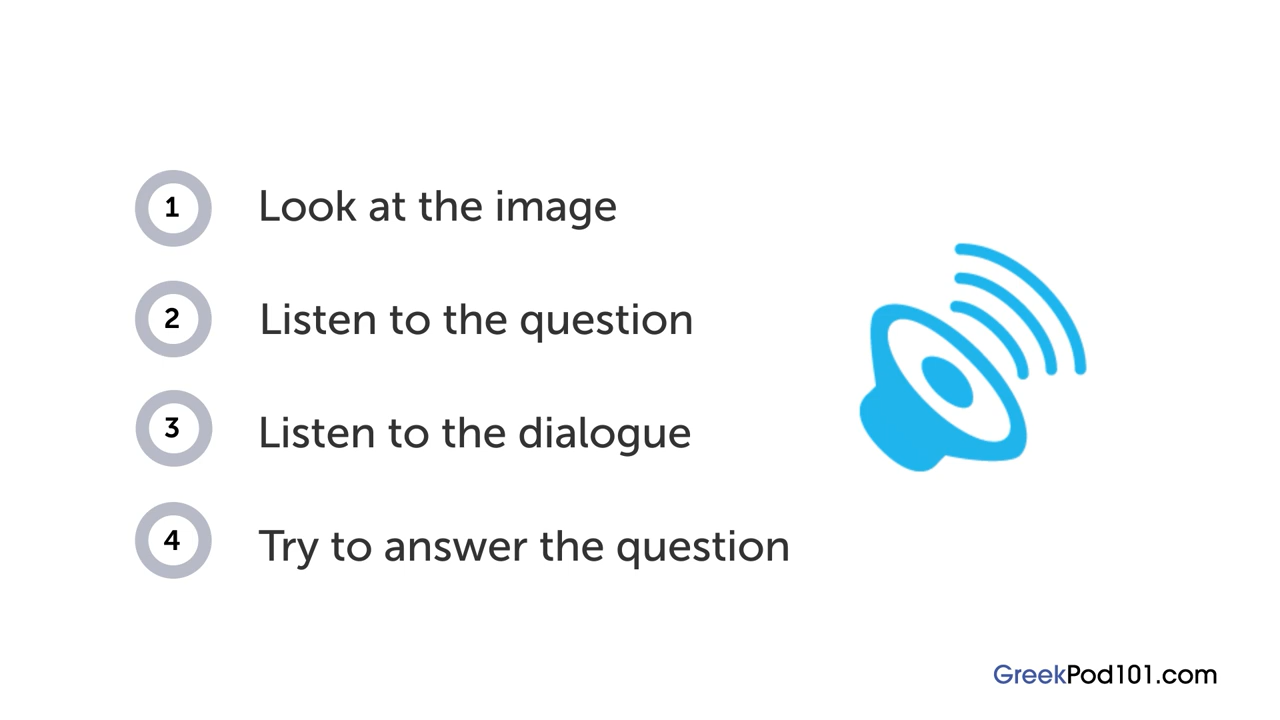 1 Look at the image
2 Listen to the question
3 Listen to the dialogue
4 Try to answer the question
GreekPod101.com